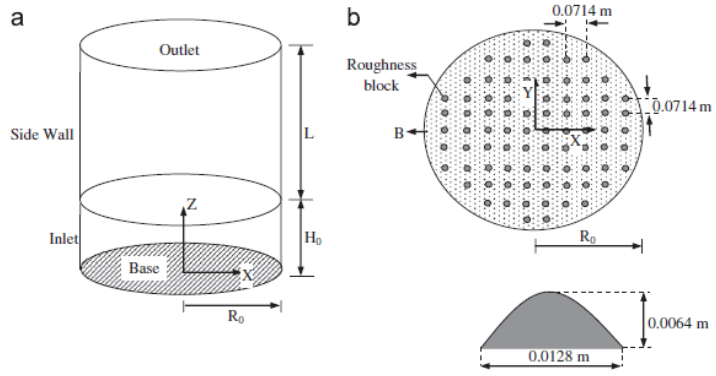 a
Outlet
Side Wall
L
Z
Inlet
H₀
Base
X
R₀
b
0.0714 m
Roughness
block
Y
0.0714 m
B
X
R₀
0.0064 m
0.0128 m